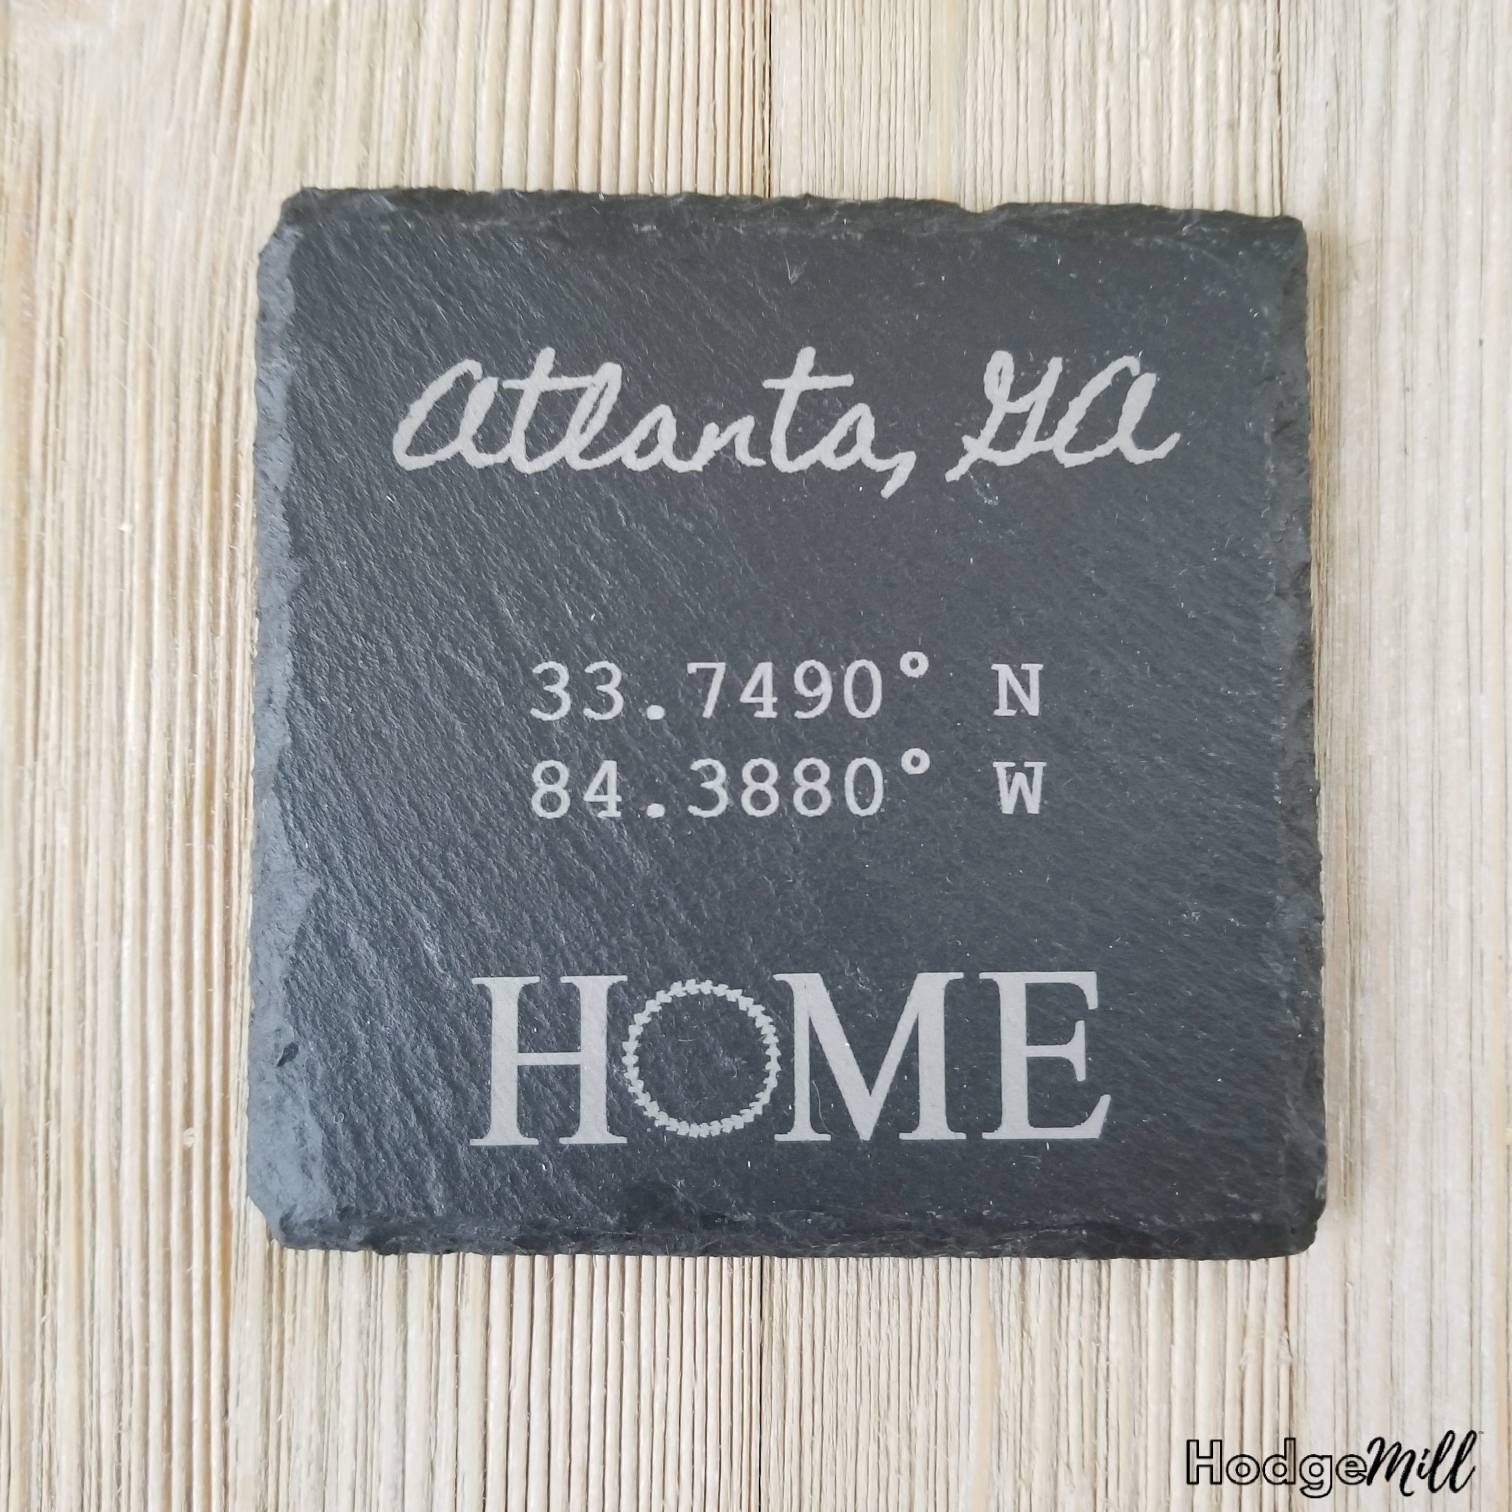 Atlanta, GA
33.7490° N
84.3880° W
HOME
HodgeMill